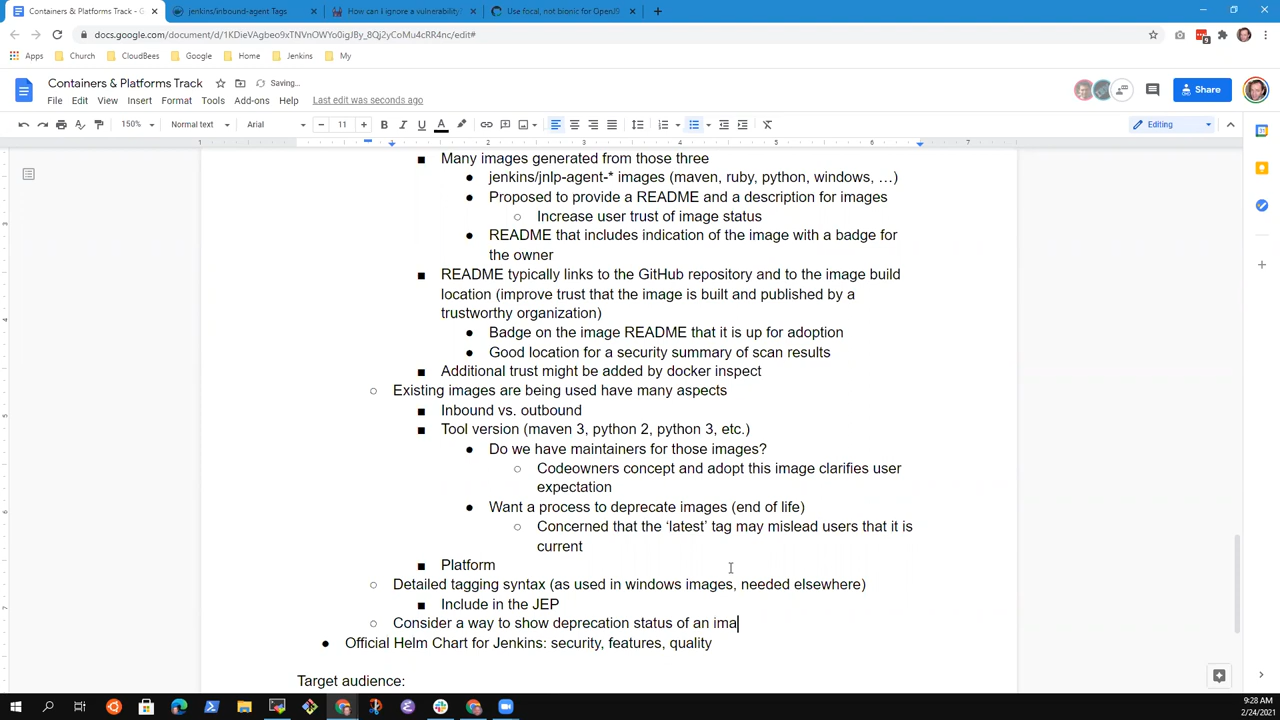 Containers & Platforms Track - G
jenkins/inbound-agent Tags
How can i ignore a vulnerability
Use focal, not bionic for OpenJ
docs.google.com/document/d/1KDieVAgbeo9xTNVnOWYo0igJBy_8Qj2yCoMu4cRR4nc/edit#
Apps Church CloudBees Google Home Jenkins My
Containers & Platforms Track Saving...
Share
File Edit View Insert Format Tools Add-ons Help Last edit was seconds ago
150% Normal text Arial 11 Editing
1 1 2 3 4 5 6 7
■ Many images generated from those three
● jenkins/jnlp-agent-* images (maven, ruby, python, windows, …)
● Proposed to provide a README and a description for images
○ Increase user trust of image status
● README that includes indication of the image with a badge for
the owner
■ README typically links to the GitHub repository and to the image build
location (improve trust that the image is built and published by a
trustworthy organization)
● Badge on the image README that it is up for adoption
● Good location for a security summary of scan results
■ Additional trust might be added by docker inspect
○ Existing images are being used have many aspects
■ Inbound vs. outbound
■ Tool version (maven 3, python 2, python 3, etc.)
● Do we have maintainers for those images?
○ Codeowners concept and adopt this image clarifies user
expectation
● Want a process to deprecate images (end of life)
○ Concerned that the ‘latest’ tag may mislead users that it is
current
■ Platform
○ Detailed tagging syntax (as used in windows images, needed elsewhere)
■ Include in the JEP
○ Consider a way to show deprecation status of an ima
● Official Helm Chart for Jenkins: security, features, quality
Target audience:
9:28 AM
2/24/2021